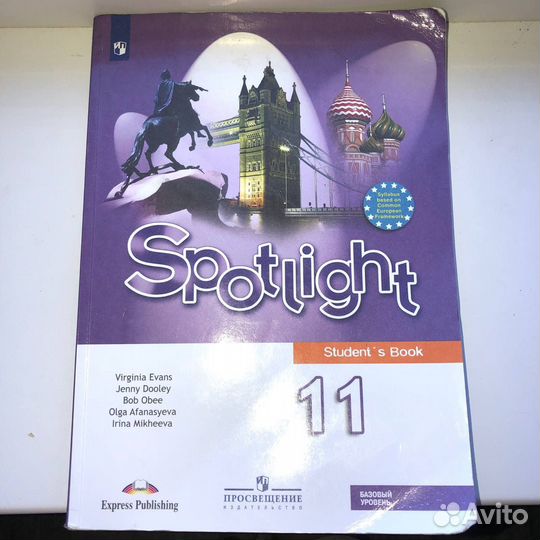 Syllabus
based on
Common
European
Framework
Spotlight
Student`s Book
11
Virginia Evans
Jenny Dooley
Bob Obee
Olga Afanasyeva
Irina Mikheeva
Express Publishing
ПРОСВЕЩЕНИЕ
ИЗДАТЕЛЬСТВО
БАЗОВЫЙ
УРОВЕНЬ
Avito